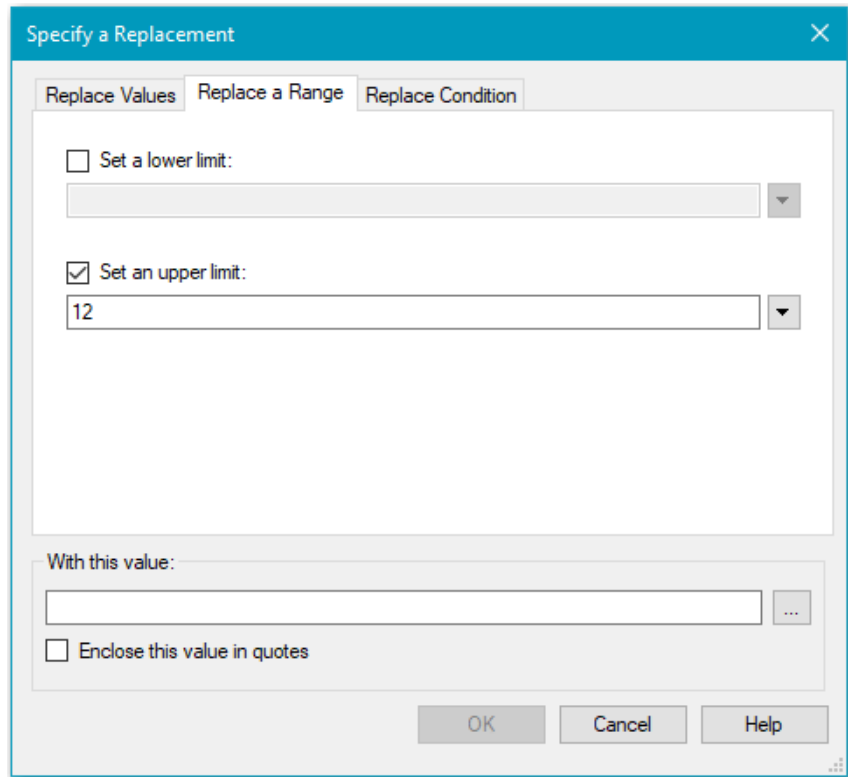 Specify a Replacement
Replace Values Replace a Range Replace Condition
Set a lower limit:
Set an upper limit:
12
With this value:
...
Enclose this value in quotes
OK Cancel Help